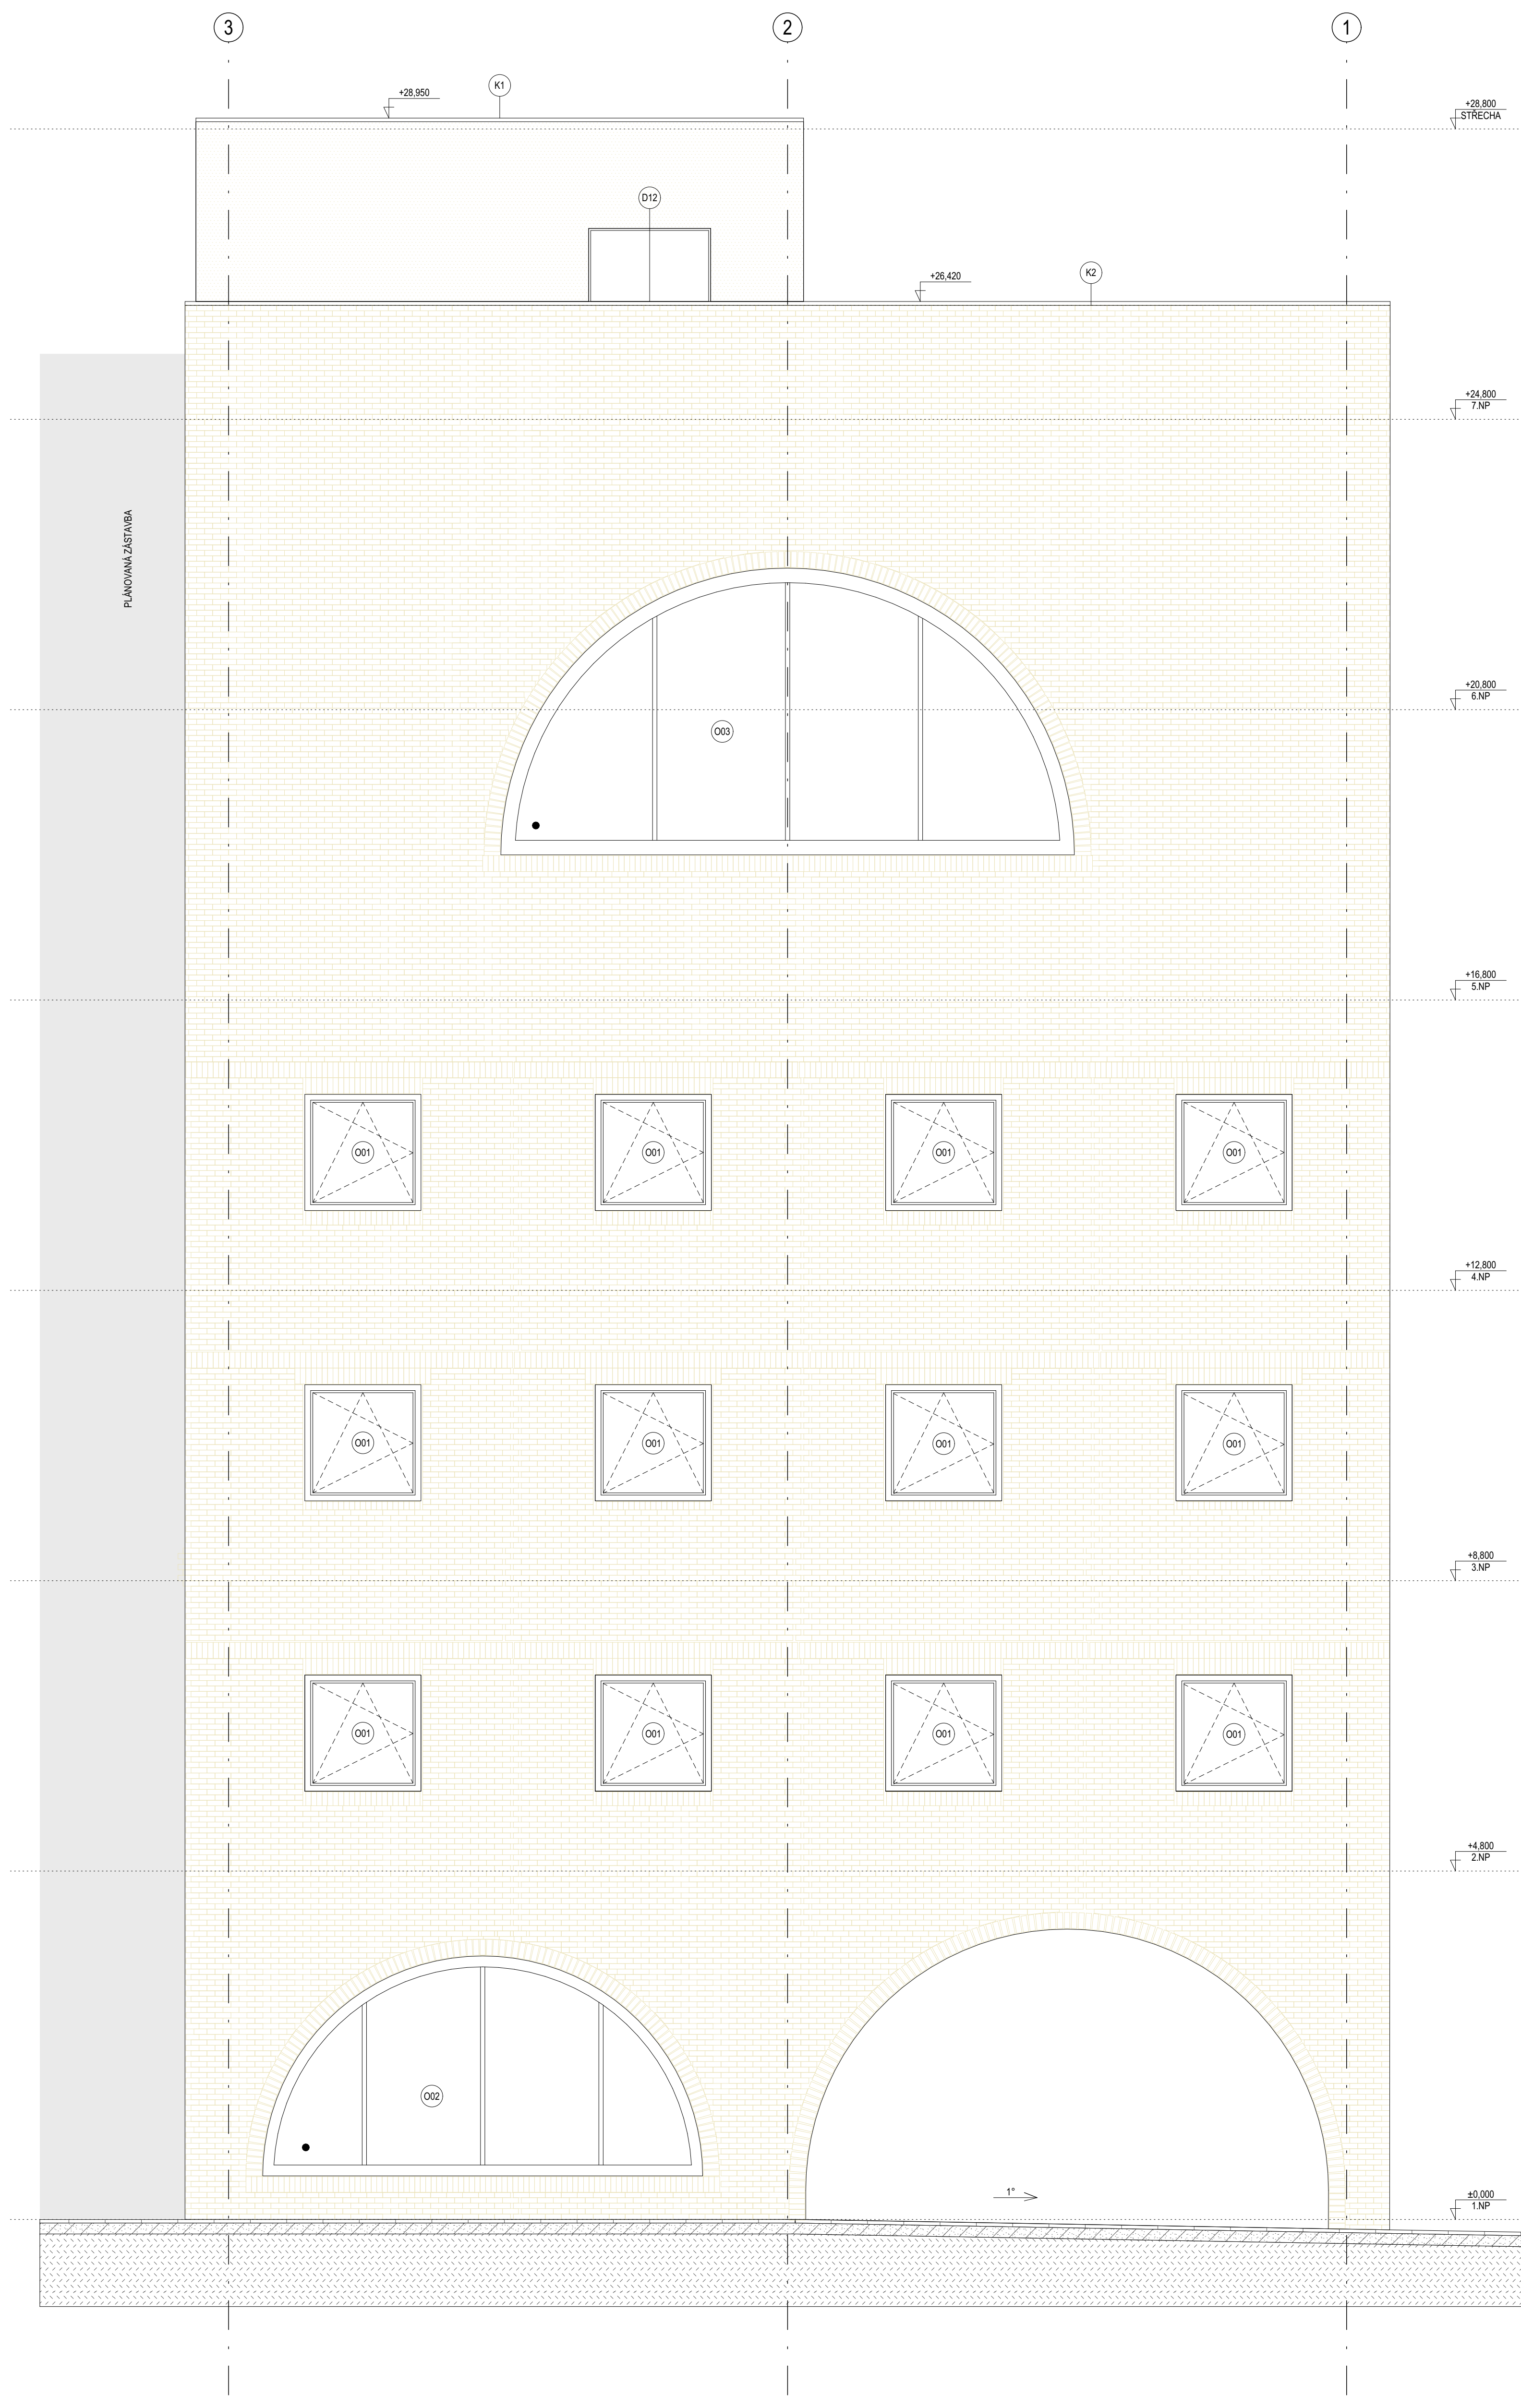 3
2
1
K1
+28,950
+28,800
STŘECHA
D12
K2
+26,420
+24,800
7.NP
PLÁNOVANÁ ZÁSTAVBA
+20,800
6.NP
O03
+16,800
5.NP
O01
O01
O01
O01
+12,800
4.NP
O01
O01
O01
O01
+8,800
3.NP
O01
O01
O01
O01
+4,800
2.NP
O02
1°
±0,000
1.NP